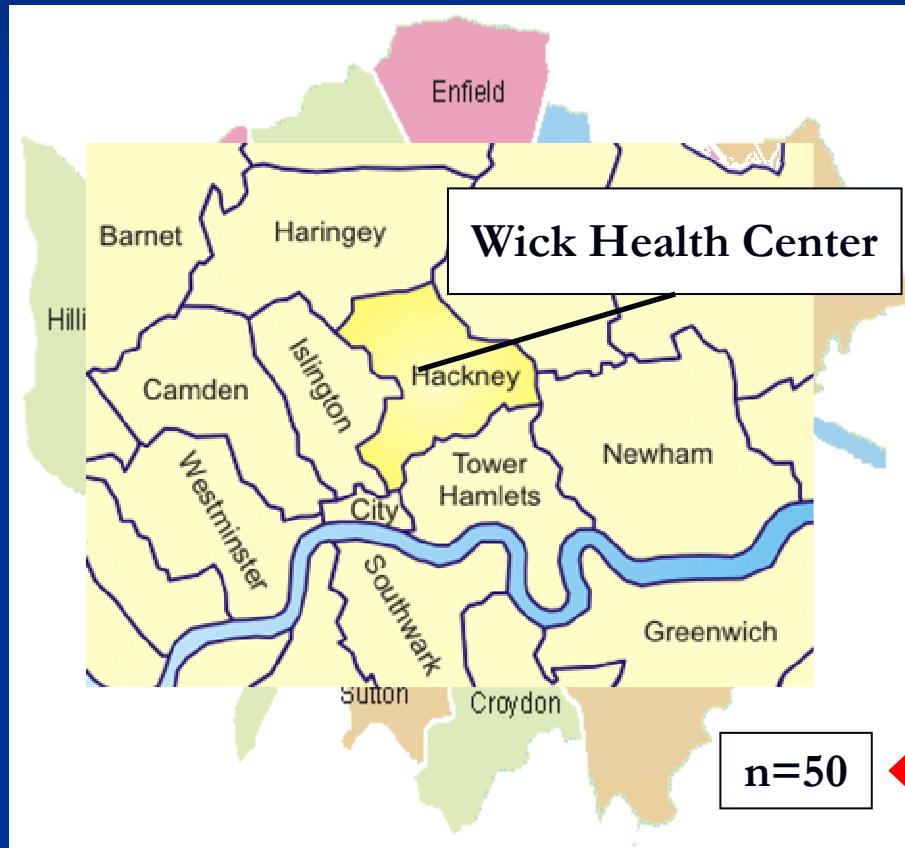 Enfield
Barnet
Haringey
Wick Health Center
Hilli
Islington
Hackney
Camden
Newham
Tower
Hamlets
Westminster
City
Southwark
Greenwich
Sutton
Croydon
n=50